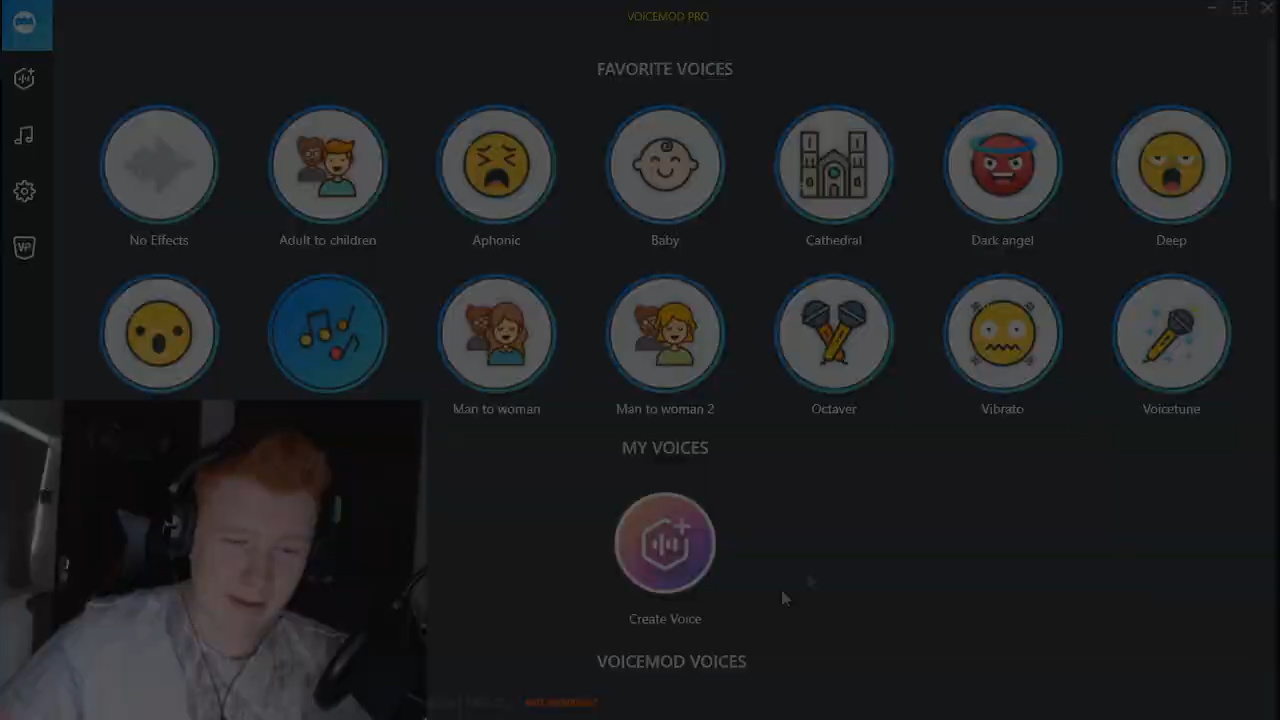 VOICEMOD PRO
FAVORITE VOICES
No Effects
Adult to children
Aphonic
Baby
Cathedral
Dark angel
Deep
Man to woman
Man to woman 2
Octaver
Vibrato
Voicetune
MY VOICES
Create Voice
VOICEMOD VOICES
VP